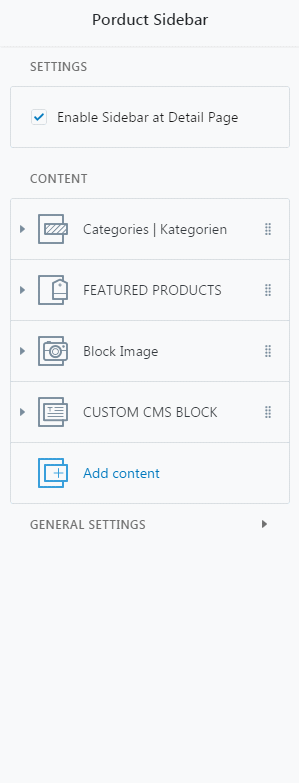 Porduct Sidebar
SETTINGS
Enable Sidebar at Detail Page
CONTENT
Categories | Kategorien
FEATURED PRODUCTS
Block Image
CUSTOM CMS BLOCK
Add content
GENERAL SETTINGS